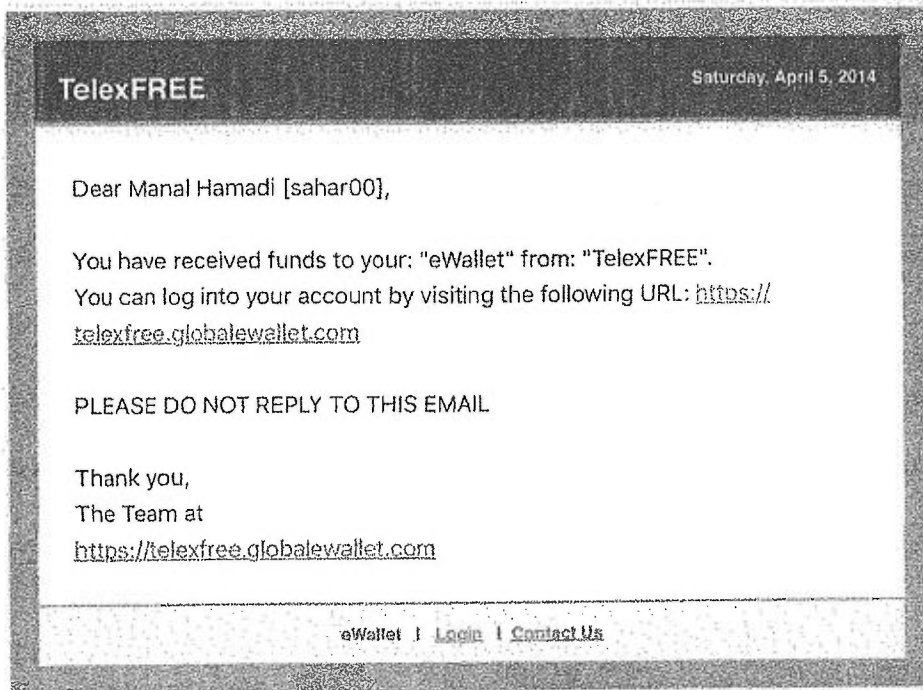 TelexFREE
Saturday, April 5, 2014
Dear Manal Hamadi [sahar00],
You have received funds to your: "eWallet" from: "TelexFREE".
You can log into your account by visiting the following URL: https://
telexfree.globalewallet.com
PLEASE DO NOT REPLY TO THIS EMAIL
Thank you,
The Team at
https://telexfree.globalewallet.com
eWallet | Login | Contact Us